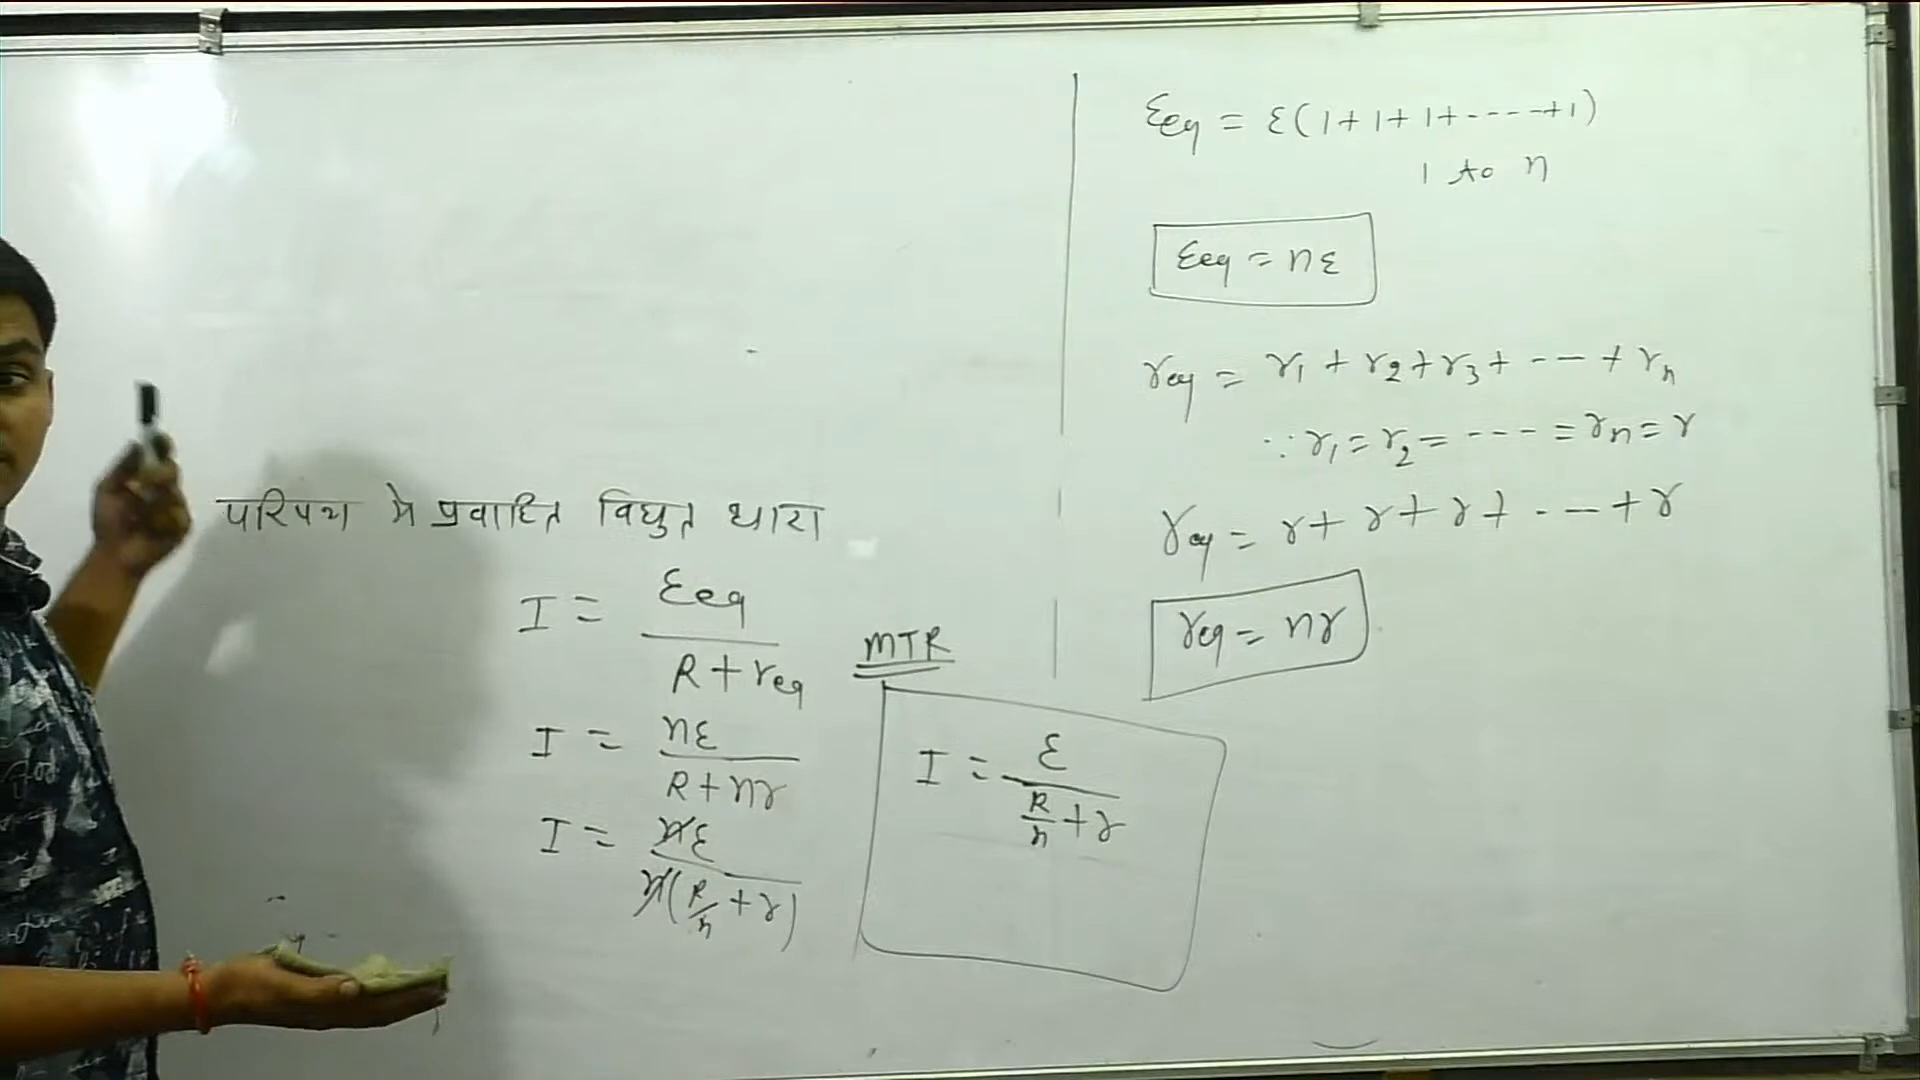 परिपथ मे प्रवाहित विघुत धारा
I = εeq / (R + req)
I = nε / (R + nr)
I = nε / n(R/n + r)
MTR
I = ε / (R/n + r)
εeq = ε(1+1+1+----+1)
1 to n
εeq = nε
req = r1 + r2 + r3 + --- + rn
∵ r1 = r2 = ---- = rn = r
req = r + r + r + --- + r
req = nr